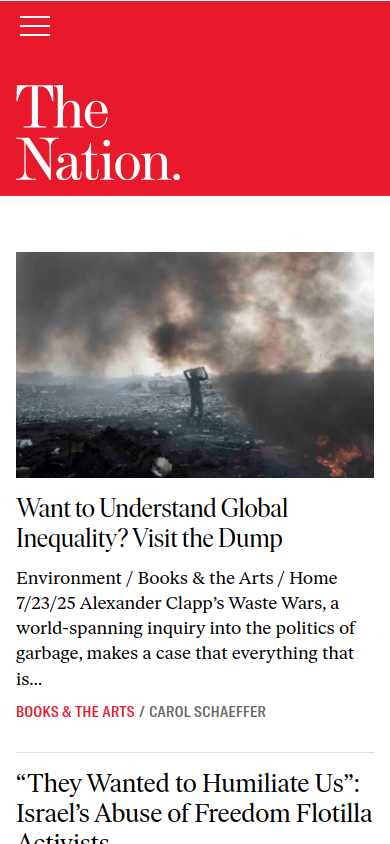 The
Nation.
Want to Understand Global
Inequality? Visit the Dump
Environment / Books & the Arts / Home
7/23/25 Alexander Clapp’s Waste Wars, a
world-spanning inquiry into the politics of
garbage, makes a case that everything that
is...
BOOKS & THE ARTS / CAROL SCHAEFFER
“They Wanted to Humiliate Us”:
Israel’s Abuse of Freedom Flotilla
Activists